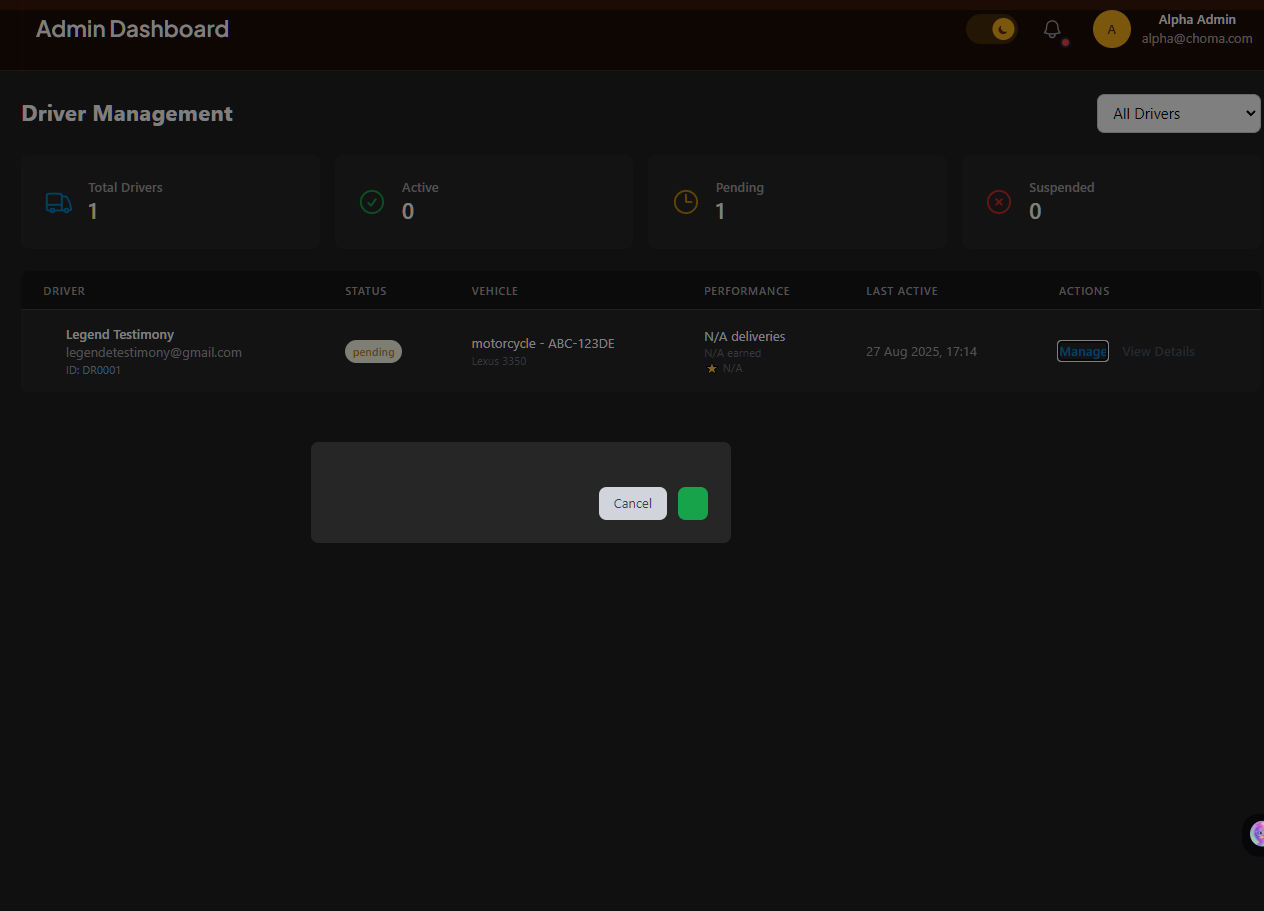 Admin Dashboard
A
Alpha Admin
alpha@choma.com
Driver Management
All Drivers
Total Drivers
1
Active
0
Pending
1
Suspended
0
DRIVER STATUS VEHICLE PERFORMANCE LAST ACTIVE ACTIONS
Legend Testimony
legendetestimony@gmail.com
ID: DR0001
pending
motorcycle - ABC-123DE
Lexus 3350
N/A deliveries
N/A earned
N/A
27 Aug 2025, 17:14
Manage View Details
Cancel